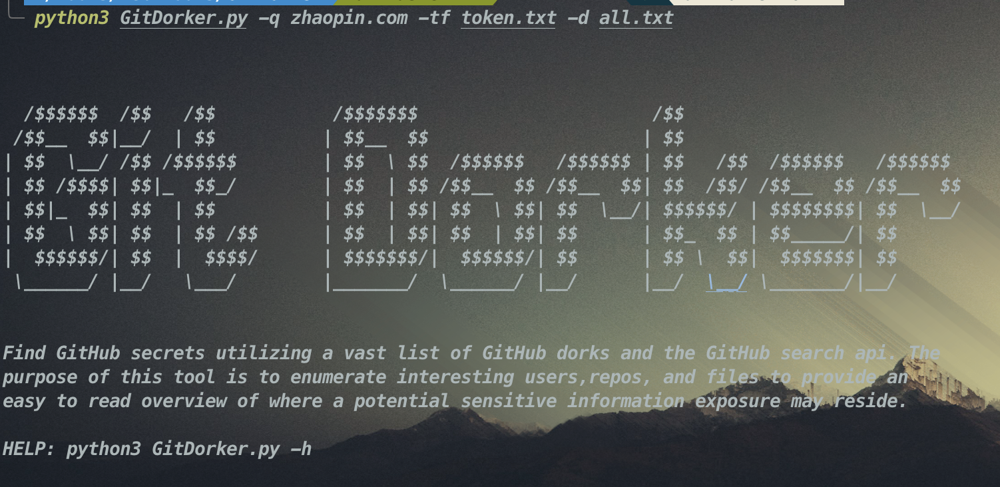 python3 GitDorker.py -q zhaopin.com -tf token.txt -d all.txt
  /$$$$$$  /$$   /$$           /$$$$$$$                      /$$
 /$$__  $$|__/  | $$          | $$__  $$                    | $$
| $$  \__/ /$$ /$$$$$$        | $$  \ $$  /$$$$$$   /$$$$$$ | $$   /$$  /$$$$$$   /$$$$$$
| $$ /$$$$| $$|_  $$_/        | $$  | $$ /$$__  $$ /$$__  $$| $$  /$$/ /$$__  $$ /$$__  $$
| $$|_  $$| $$  | $$          | $$  | $$| $$  \ $$| $$  \__/| $$$$$$/ | $$$$$$$$| $$  \__/
| $$  \ $$| $$  | $$ /$$      | $$  | $$| $$  | $$| $$      | $$_  $$ | $$_____/| $$
|  $$$$$$/| $$  |  $$$$/      | $$$$$$$/|  $$$$$$/| $$      | $$ \  $$|  $$$$$$$| $$
 \______/ |__/   \___/        |_______/  \______/ |__/      |__/  \__/ \_______/|__/
Find GitHub secrets utilizing a vast list of GitHub dorks and the GitHub search api. The
purpose of this tool is to enumerate interesting users,repos, and files to provide an
easy to read overview of where a potential sensitive information exposure may reside.
HELP: python3 GitDorker.py -h